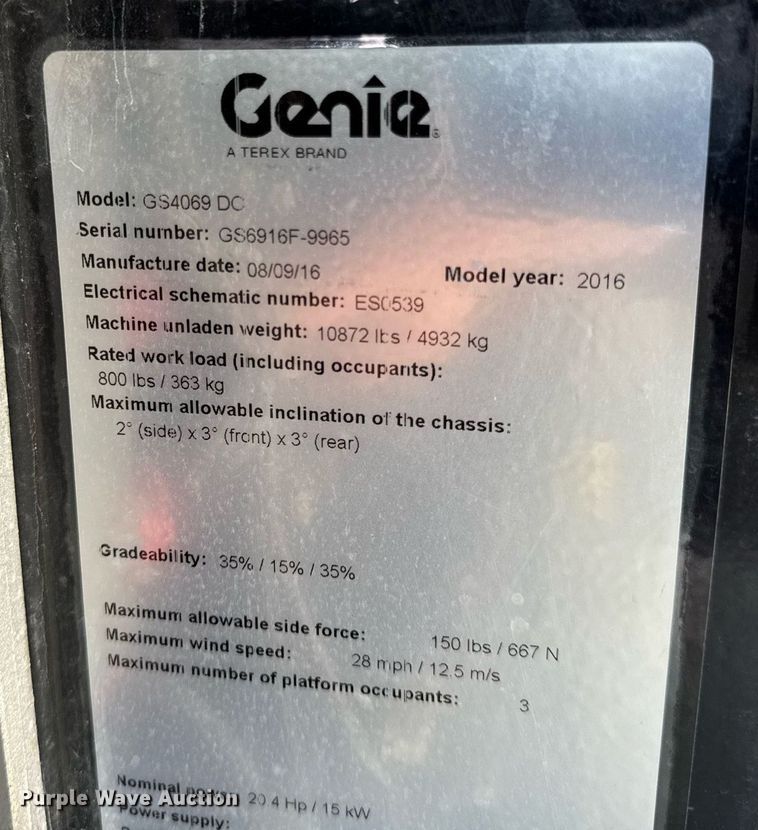 Genie
A TEREX BRAND
Model: GS4069 DC
Serial number: GS6916F-9965
Manufacture date: 08/09/16 Model year: 2016
Electrical schematic number: ES0539
Machine unladen weight: 10872 lbs / 4932 kg
Rated work load (including occupants):
800 lbs / 363 kg
Maximum allowable inclination of the chassis:
2° (side) x 3° (front) x 3° (rear)
Gradeability: 35% / 15% / 35%
Maximum allowable side force: 150 lbs / 667 N
Maximum wind speed: 28 mph / 12.5 m/s
Maximum number of platform occupants: 3
Nominal power: 20.4 Hp / 15 kW
Purple Wave Auction
Power supply: